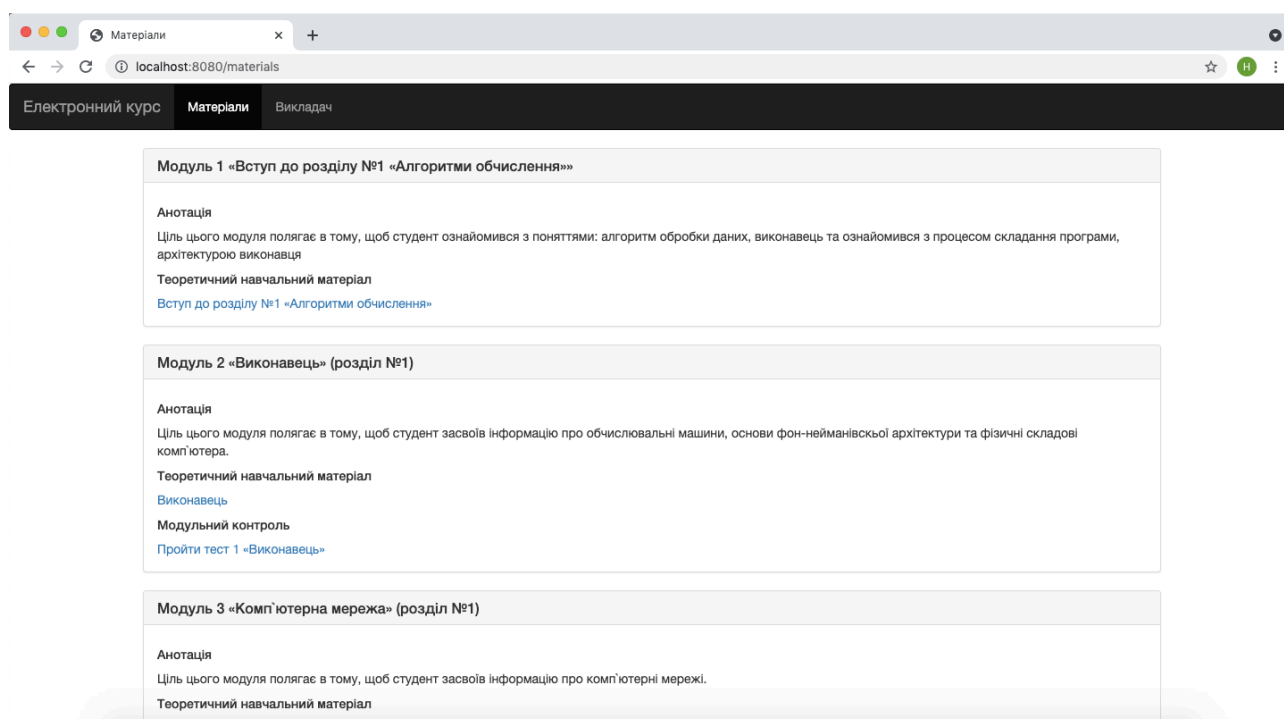 Матеріали
localhost:8080/materials
H
Електронний курс Матеріали Викладач
Модуль 1 «Вступ до розділу №1 «Алгоритми обчислення»»
Анотація
Ціль цього модуля полягає в тому, щоб студент ознайомився з поняттями: алгоритм обробки даних, виконавець та ознайомився з процесом складання програми,
архітектурою виконавця
Теоретичний навчальний матеріал
Вступ до розділу №1 «Алгоритми обчислення»
Модуль 2 «Виконавець» (розділ №1)
Анотація
Ціль цього модуля полягає в тому, щоб студент засвоїв інформацію про обчислювальні машини, основи фон-нейманівскьої архітектури та фізичні складові
комп`ютера.
Теоретичний навчальний матеріал
Виконавець
Модульний контроль
Пройти тест 1 «Виконавець»
Модуль 3 «Комп`ютерна мережа» (розділ №1)
Анотація
Ціль цього модуля полягає в тому, щоб студент засвоїв інформацію про комп`ютерні мережі.
Теоретичний навчальний матеріал